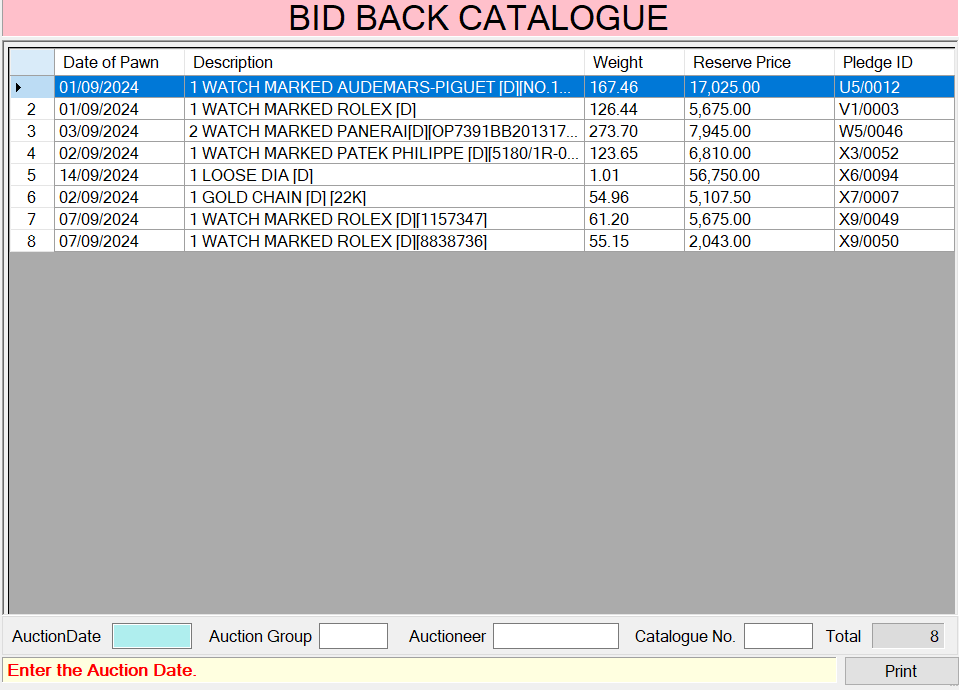 BID BACK CATALOGUE
Date of Pawn Description Weight Reserve Price Pledge ID
01/09/2024 1 WATCH MARKED AUDEMARS-PIGUET [D][NO.1... 167.46 17,025.00 U5/0012
2 01/09/2024 1 WATCH MARKED ROLEX [D] 126.44 5,675.00 V1/0003
3 03/09/2024 2 WATCH MARKED PANERAI[D][OP7391BB201317... 273.70 7,945.00 W5/0046
4 02/09/2024 1 WATCH MARKED PATEK PHILIPPE [D][5180/1R-0... 123.65 6,810.00 X3/0052
5 14/09/2024 1 LOOSE DIA [D] 1.01 56,750.00 X6/0094
6 02/09/2024 1 GOLD CHAIN [D] [22K] 54.96 5,107.50 X7/0007
7 07/09/2024 1 WATCH MARKED ROLEX [D][1157347] 61.20 5,675.00 X9/0049
8 07/09/2024 1 WATCH MARKED ROLEX [D][8838736] 55.15 2,043.00 X9/0050
AuctionDate Auction Group Auctioneer Catalogue No. Total 8
Enter the Auction Date. Print